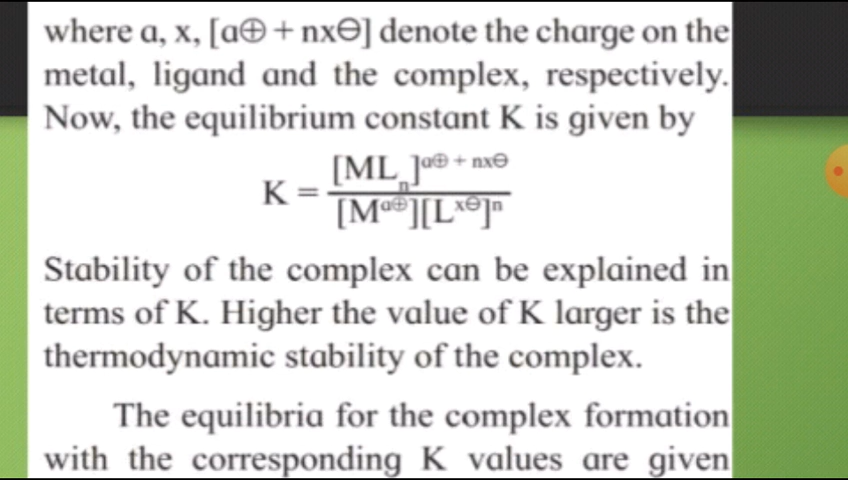 where a, x, [a⊕ + nx⊖] denote the charge on the
metal, ligand and the complex, respectively.
Now, the equilibrium constant K is given by
K = [MLₙ]ᵃ⊕ ⁺ ⁿˣ⊖ / [Mᵃ⊕][Lˣ⊖]ⁿ
Stability of the complex can be explained in
terms of K. Higher the value of K larger is the
thermodynamic stability of the complex.
The equilibria for the complex formation
with the corresponding K values are given